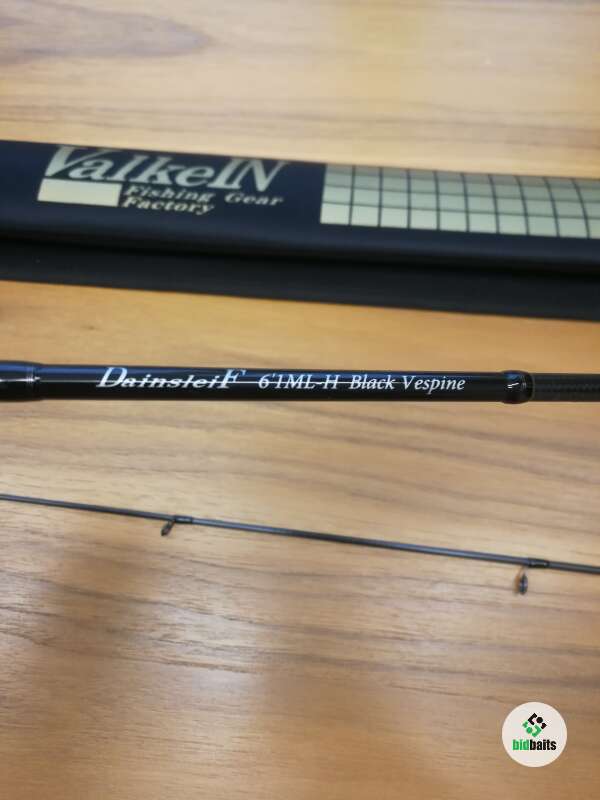 ValkeIN
Fishing Gear
Factory
DainsleiF 6'1ML-H Black Vespine
bidbaits